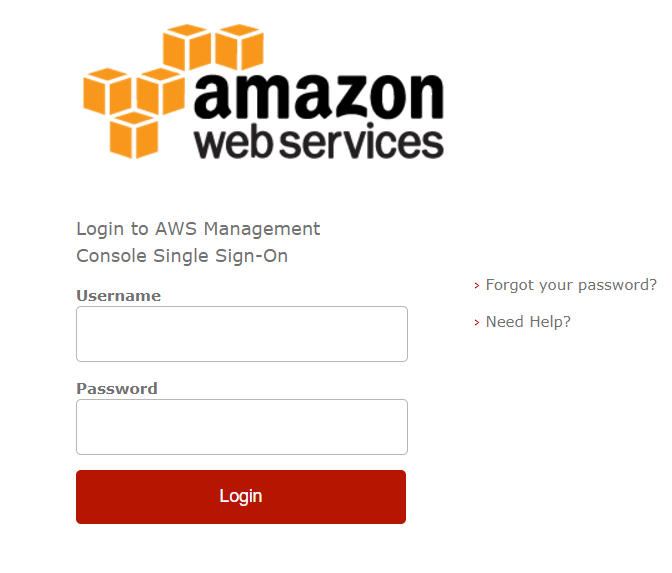 amazon
web services
Login to AWS Management
Console Single Sign-On
Username
Password
Login
› Forgot your password?
› Need Help?